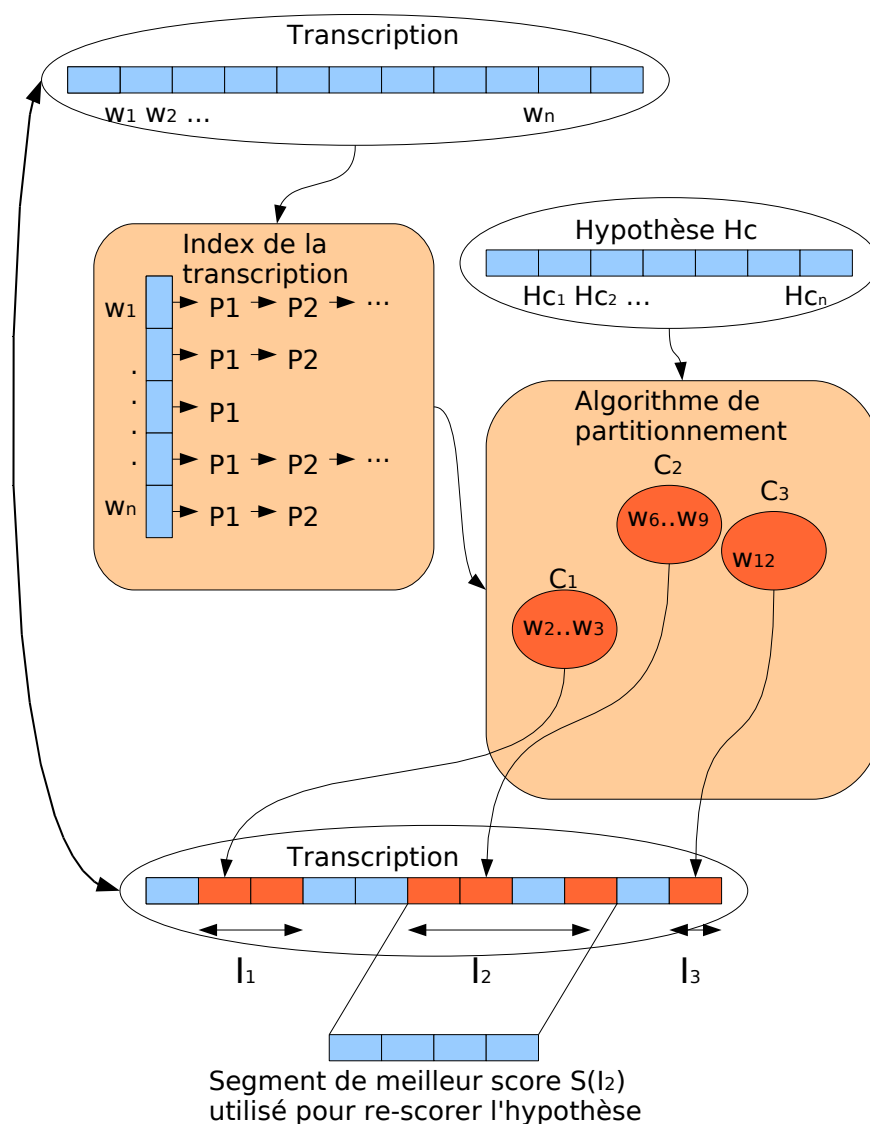 Transcription
w1 w2 ... wn
Index de la
transcription
w1 P1 P2 ...
. P1 P2
. P1
. P1 P2 ...
.
wn P1 P2
Hypothèse Hc
Hc1 Hc2 ... Hcn
Algorithme de
partitionnement
C2
C3
w6..w9
w12
C1
w2..w3
Transcription
I1 I2 I3
Segment de meilleur score S(I2)
utilisé pour re-scorer l'hypothèse